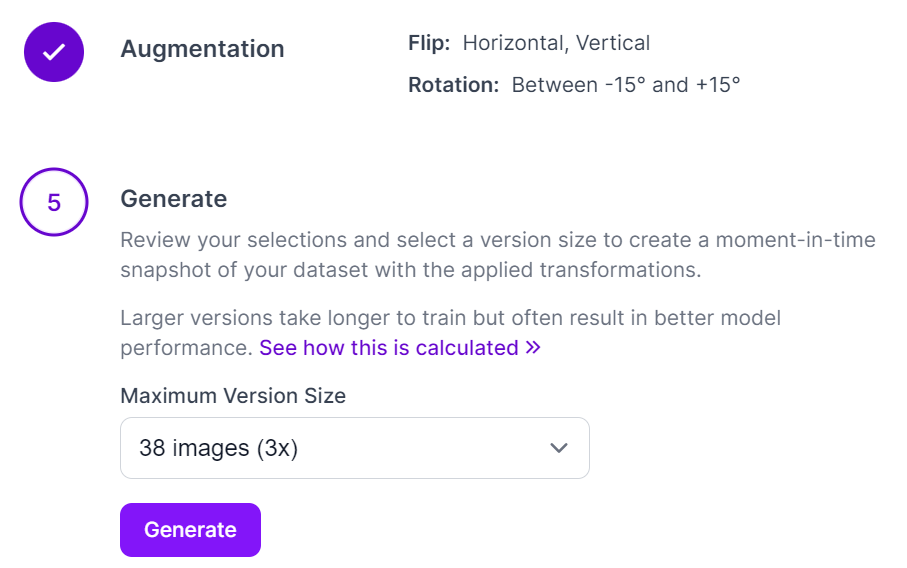 Augmentation
Flip: Horizontal, Vertical
Rotation: Between -15° and +15°
5
Generate
Review your selections and select a version size to create a moment-in-time
snapshot of your dataset with the applied transformations.
Larger versions take longer to train but often result in better model
performance. See how this is calculated »
Maximum Version Size
38 images (3x)
Generate